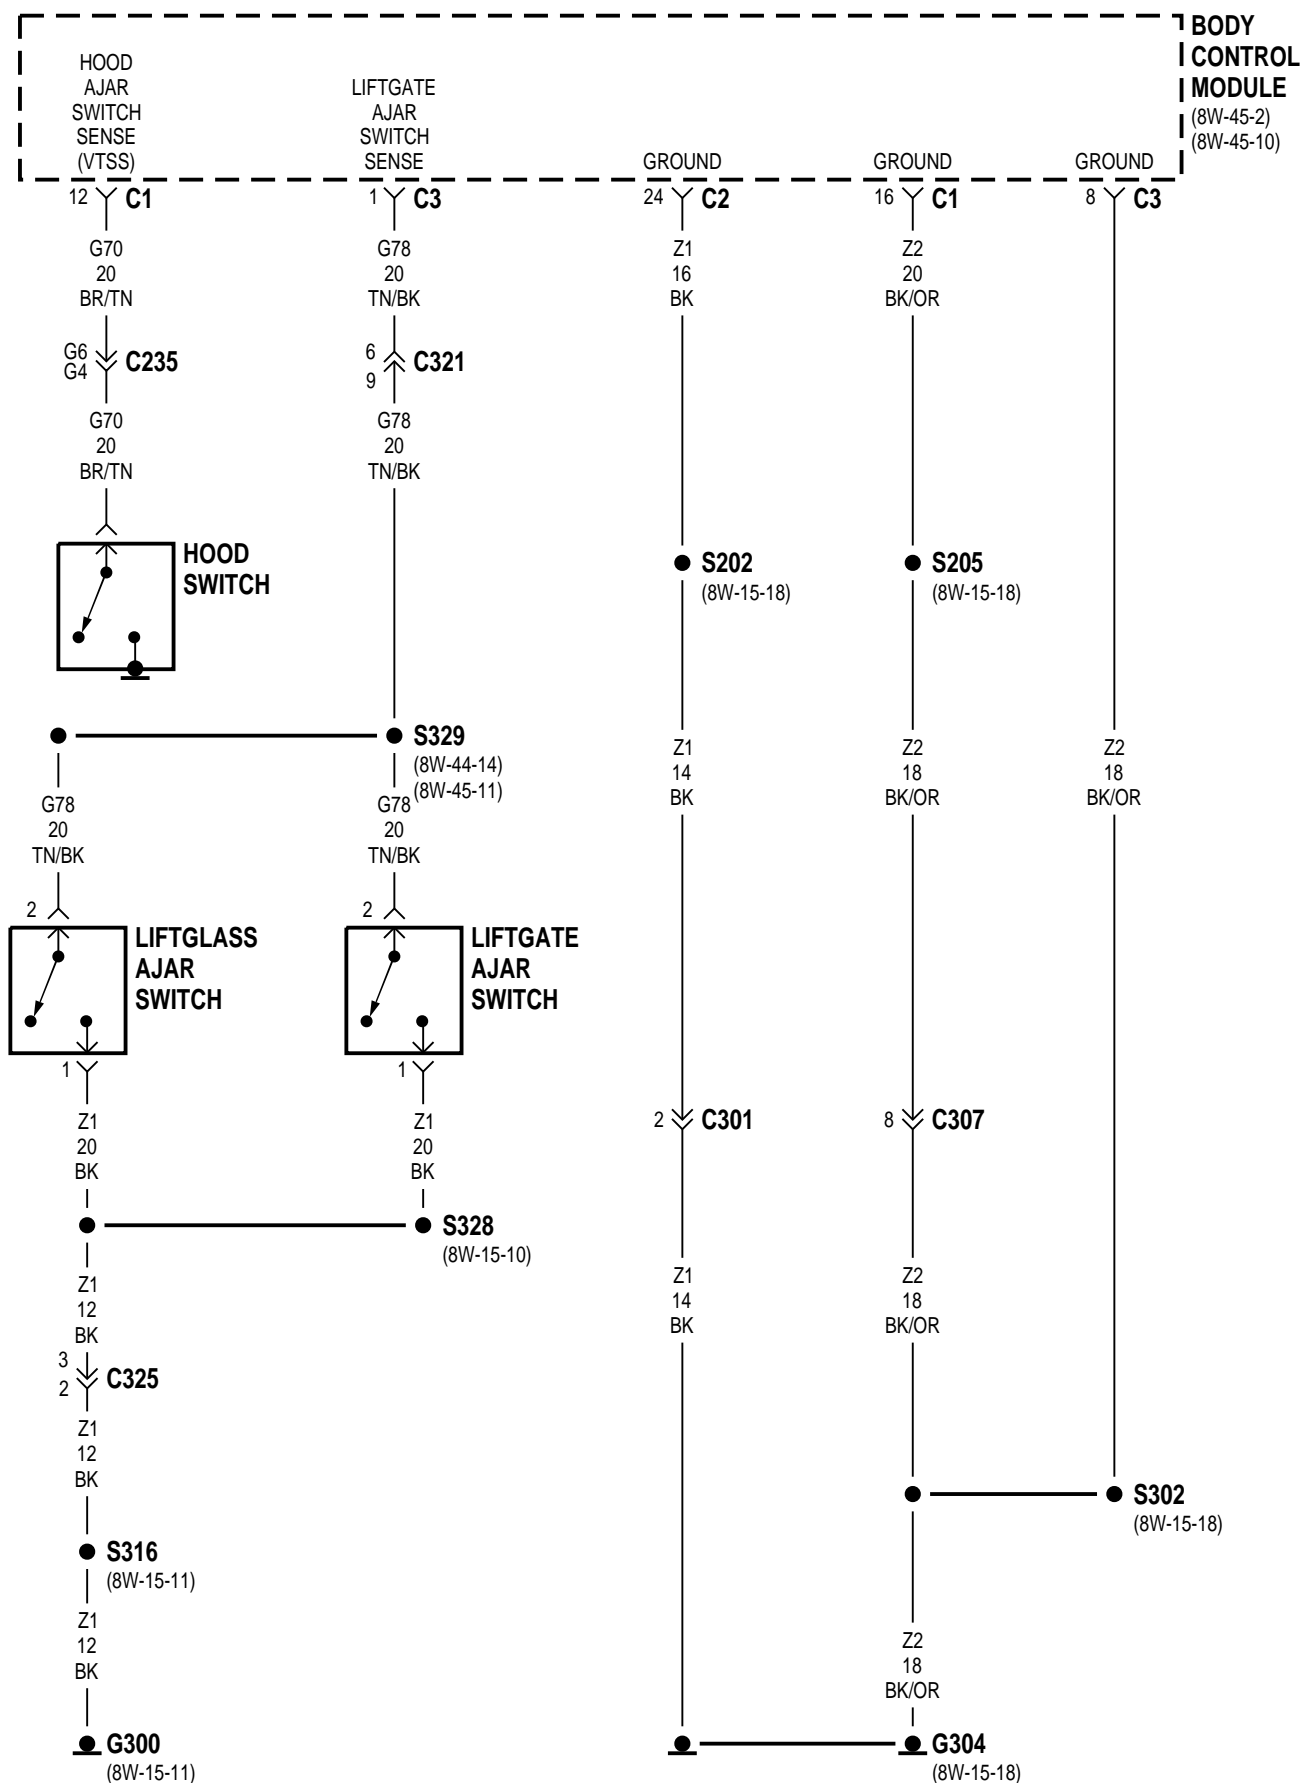 BODY
CONTROL
MODULE
(8W-45-2)
(8W-45-10)
HOOD
AJAR
SWITCH
SENSE
(VTSS)
LIFTGATE
AJAR
SWITCH
SENSE
GROUND
GROUND
GROUND
12 C1
1 C3
24 C2
16 C1
8 C3
G70
20
BR/TN
G78
20
TN/BK
Z1
16
BK
Z2
20
BK/OR
G6
G4
C235
6
9
C321
G70
20
BR/TN
G78
20
TN/BK
HOOD
SWITCH
S202
(8W-15-18)
S205
(8W-15-18)
S329
(8W-44-14)
(8W-45-11)
G78
20
TN/BK
G78
20
TN/BK
Z1
14
BK
Z2
18
BK/OR
Z2
18
BK/OR
2
LIFTGLASS
AJAR
SWITCH
1
2
LIFTGATE
AJAR
SWITCH
1
Z1
20
BK
Z1
20
BK
2 C301
8 C307
S328
(8W-15-10)
Z1
12
BK
Z1
14
BK
Z2
18
BK/OR
3
2
C325
Z1
12
BK
S302
(8W-15-18)
S316
(8W-15-11)
Z1
12
BK
Z2
18
BK/OR
G300
(8W-15-11)
G304
(8W-15-18)